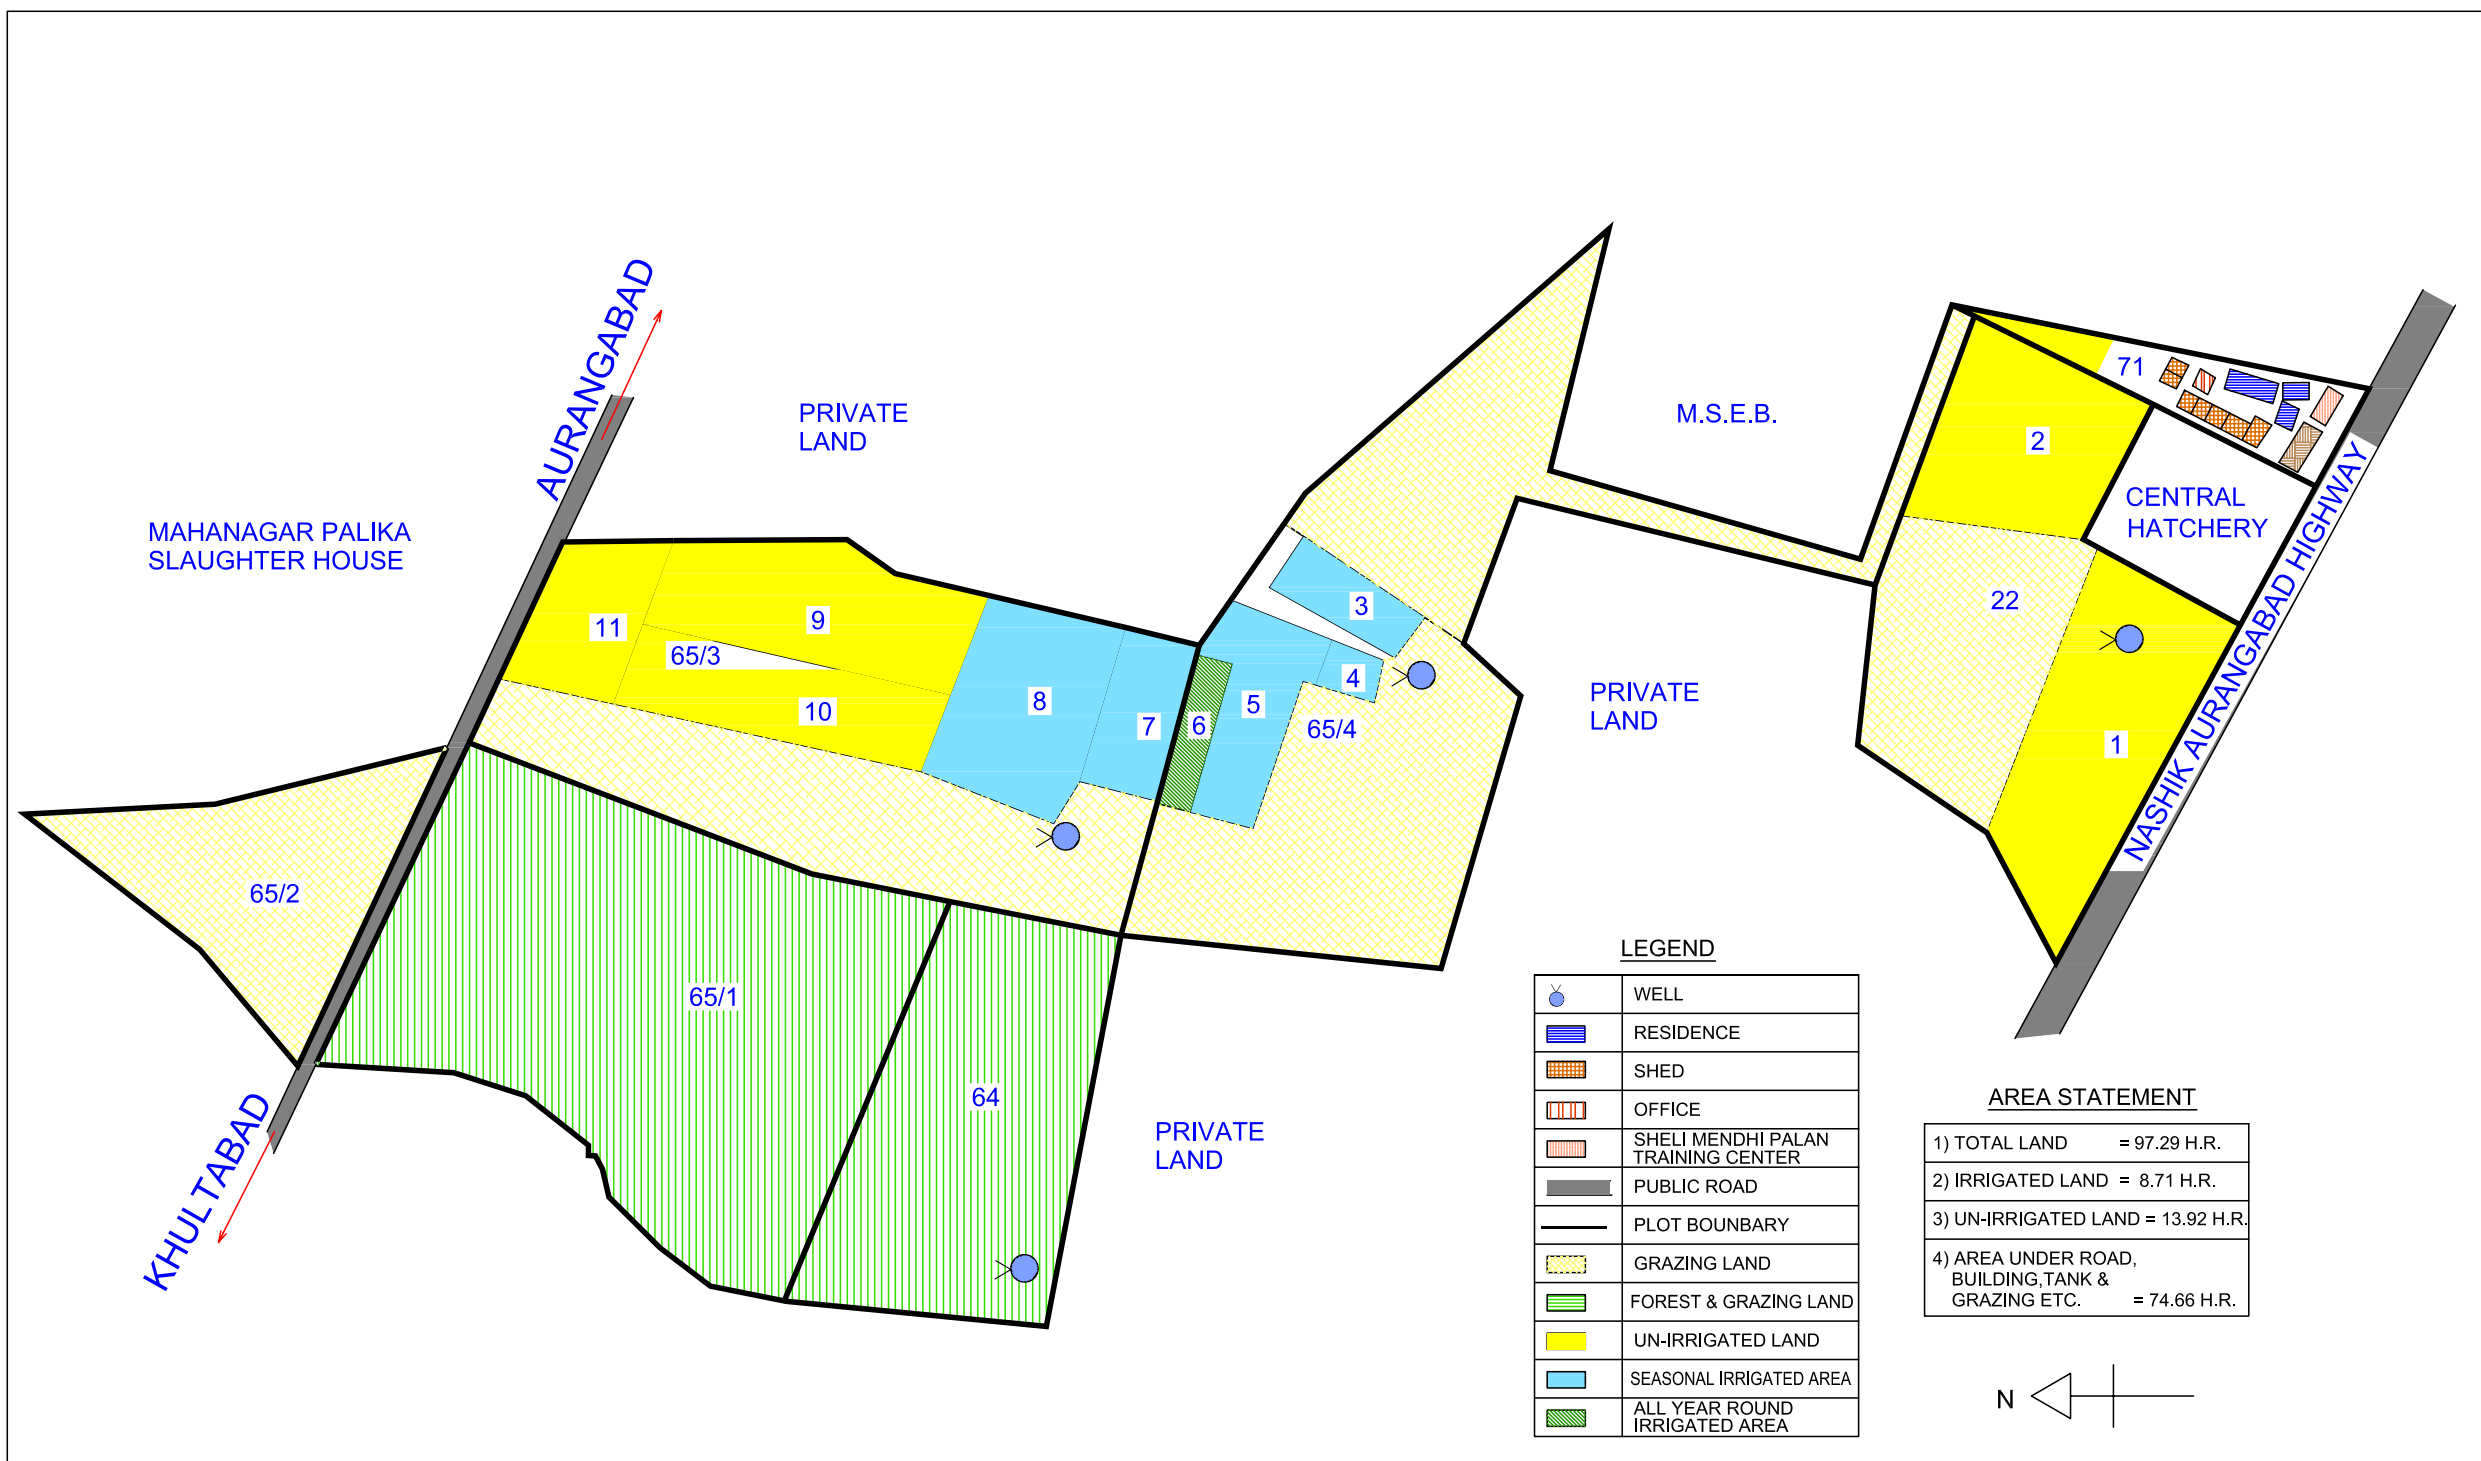 AURANGABAD
PRIVATE
LAND
M.S.E.B.
71
2
CENTRAL
HATCHERY
NASHIK AURANGABAD HIGHWAY
MAHANAGAR PALIKA
SLAUGHTER HOUSE
11
9
65/3
10
8
7
6
5
4
3
65/4
PRIVATE
LAND
22
1
65/2
65/1
64
PRIVATE
LAND
KHULTABAD
LEGEND
WELL
RESIDENCE
SHED
OFFICE
SHELI MENDHI PALAN
TRAINING CENTER
PUBLIC ROAD
PLOT BOUNBARY
GRAZING LAND
FOREST & GRAZING LAND
UN-IRRIGATED LAND
SEASONAL IRRIGATED AREA
ALL YEAR ROUND
IRRIGATED AREA
AREA STATEMENT
1) TOTAL LAND = 97.29 H.R.
2) IRRIGATED LAND = 8.71 H.R.
3) UN-IRRIGATED LAND = 13.92 H.R.
4) AREA UNDER ROAD,
BUILDING,TANK &
GRAZING ETC. = 74.66 H.R.
N